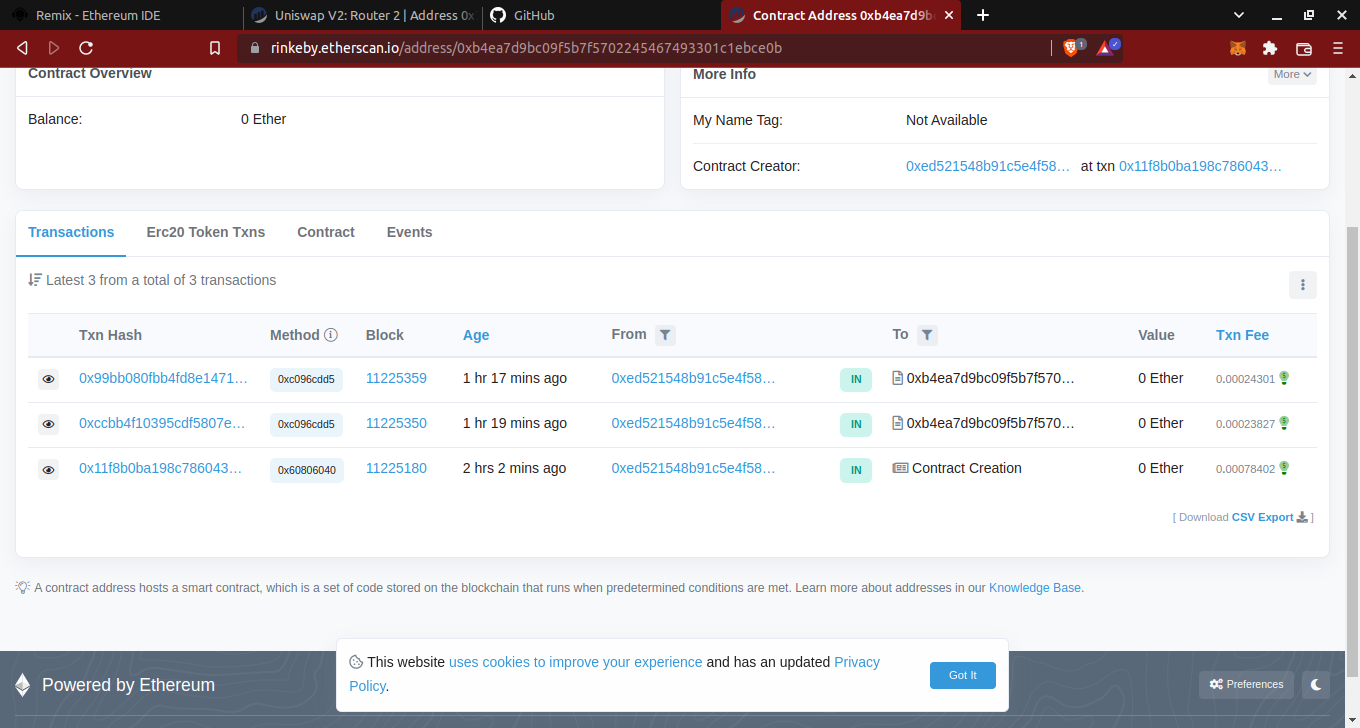 Remix - Ethereum IDE
Uniswap V2: Router 2 | Address 0x
GitHub
Contract Address 0xb4ea7d9b
rinkeby.etherscan.io/address/0xb4ea7d9bc09f5b7f5702245467493301c1ebce0b
1
Contract Overview
Balance: 0 Ether
More Info
More
My Name Tag: Not Available
Contract Creator: 0xed521548b91c5e4f58... at txn 0x11f8b0ba198c786043...
Transactions Erc20 Token Txns Contract Events
Latest 3 from a total of 3 transactions
Txn Hash Method Block Age From To Value Txn Fee
0x99bb080fbb4fd8e1471... 0xc096cdd5 11225359 1 hr 17 mins ago 0xed521548b91c5e4f58... IN 0xb4ea7d9bc09f5b7f570... 0 Ether 0.00024301
0xccbb4f10395cdf5807e... 0xc096cdd5 11225350 1 hr 19 mins ago 0xed521548b91c5e4f58... IN 0xb4ea7d9bc09f5b7f570... 0 Ether 0.00023827
0x11f8b0ba198c786043... 0x60806040 11225180 2 hrs 2 mins ago 0xed521548b91c5e4f58... IN Contract Creation 0 Ether 0.00078402
[ Download CSV Export ]
A contract address hosts a smart contract, which is a set of code stored on the blockchain that runs when predetermined conditions are met. Learn more about addresses in our Knowledge Base.
This website uses cookies to improve your experience and has an updated Privacy
Policy.
Got It
Powered by Ethereum
Preferences